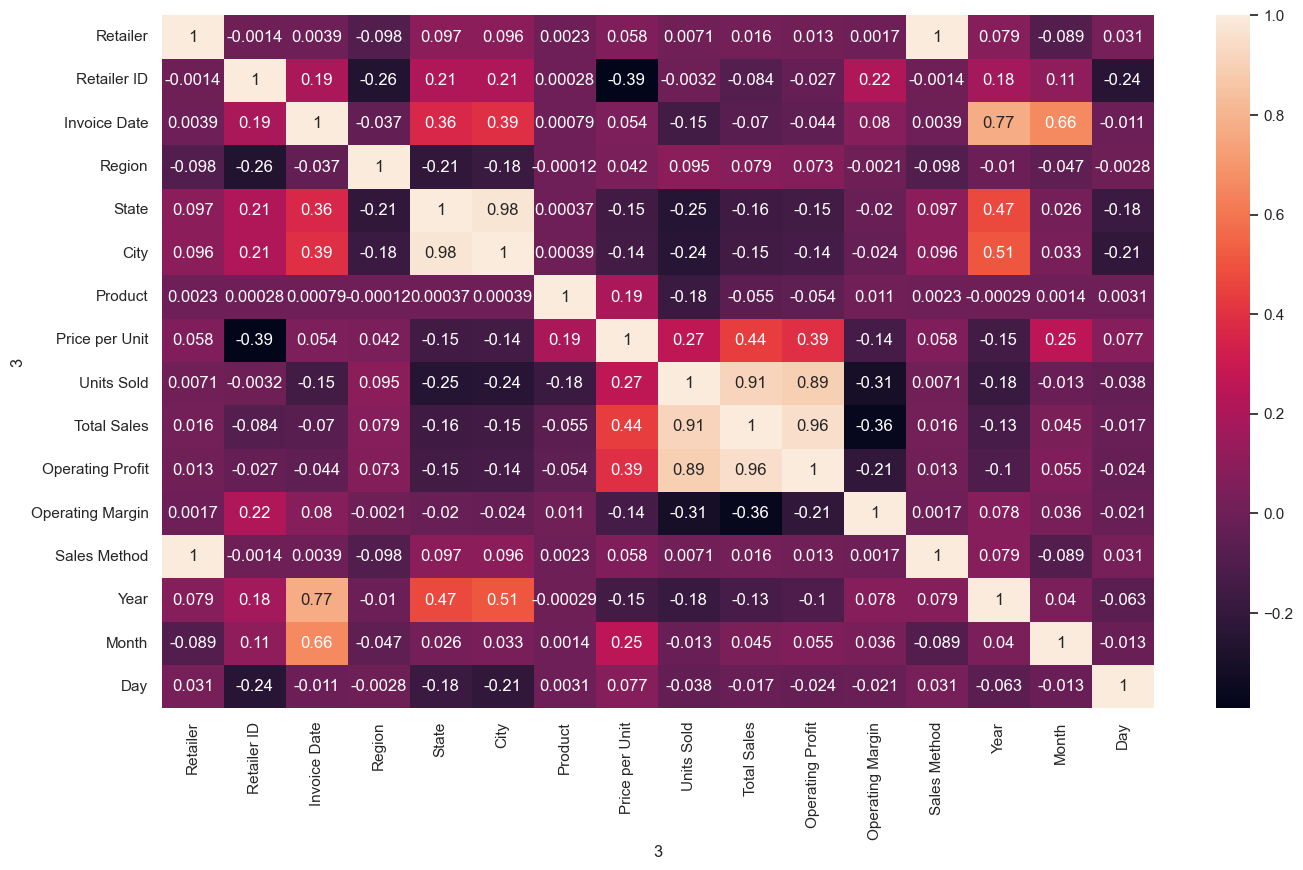 Retailer 1 -0.0014 0.0039 -0.098 0.097 0.096 0.0023 0.058 0.0071 0.016 0.013 0.0017 1 0.079 -0.089 0.031
Retailer ID -0.0014 1 0.19 -0.26 0.21 0.21 0.00028 -0.39 -0.0032 -0.084 -0.027 0.22 -0.0014 0.18 0.11 -0.24
Invoice Date 0.0039 0.19 1 -0.037 0.36 0.39 0.00079 0.054 -0.15 -0.07 -0.044 0.08 0.0039 0.77 0.66 -0.011
Region -0.098 -0.26 -0.037 1 -0.21 -0.18 -0.00012 0.042 0.095 0.079 0.073 -0.0021 -0.098 -0.01 -0.047 -0.0028
State 0.097 0.21 0.36 -0.21 1 0.98 0.00037 -0.15 -0.25 -0.16 -0.15 -0.02 0.097 0.47 0.026 -0.18
City 0.096 0.21 0.39 -0.18 0.98 1 0.00039 -0.14 -0.24 -0.15 -0.14 -0.024 0.096 0.51 0.033 -0.21
Product 0.0023 0.00028 0.00079 -0.00012 0.00037 0.00039 1 0.19 -0.18 -0.055 -0.054 0.011 0.0023 -0.00029 0.0014 0.0031
Price per Unit 0.058 -0.39 0.054 0.042 -0.15 -0.14 0.19 1 0.27 0.44 0.39 -0.14 0.058 -0.15 0.25 0.077
Units Sold 0.0071 -0.0032 -0.15 0.095 -0.25 -0.24 -0.18 0.27 1 0.91 0.89 -0.31 0.0071 -0.18 -0.013 -0.038
Total Sales 0.016 -0.084 -0.07 0.079 -0.16 -0.15 -0.055 0.44 0.91 1 0.96 -0.36 0.016 -0.13 0.045 -0.017
Operating Profit 0.013 -0.027 -0.044 0.073 -0.15 -0.14 -0.054 0.39 0.89 0.96 1 -0.21 0.013 -0.1 0.055 -0.024
Operating Margin 0.0017 0.22 0.08 -0.0021 -0.02 -0.024 0.011 -0.14 -0.31 -0.36 -0.21 1 0.0017 0.078 0.036 -0.021
Sales Method 1 -0.0014 0.0039 -0.098 0.097 0.096 0.0023 0.058 0.0071 0.016 0.013 0.0017 1 0.079 -0.089 0.031
Year 0.079 0.18 0.77 -0.01 0.47 0.51 -0.00029 -0.15 -0.18 -0.13 -0.1 0.078 0.079 1 0.04 -0.063
Month -0.089 0.11 0.66 -0.047 0.026 0.033 0.0014 0.25 -0.013 0.045 0.055 0.036 -0.089 0.04 1 -0.013
Day 0.031 -0.24 -0.011 -0.0028 -0.18 -0.21 0.0031 0.077 -0.038 -0.017 -0.024 -0.021 0.031 -0.063 -0.013 1
3
Retailer
Retailer ID
Invoice Date
Region
State
City
Product
Price per Unit
Units Sold
Total Sales
Operating Profit
Operating Margin
Sales Method
Year
Month
Day
3
1.0
0.8
0.6
0.4
0.2
0.0
−0.2